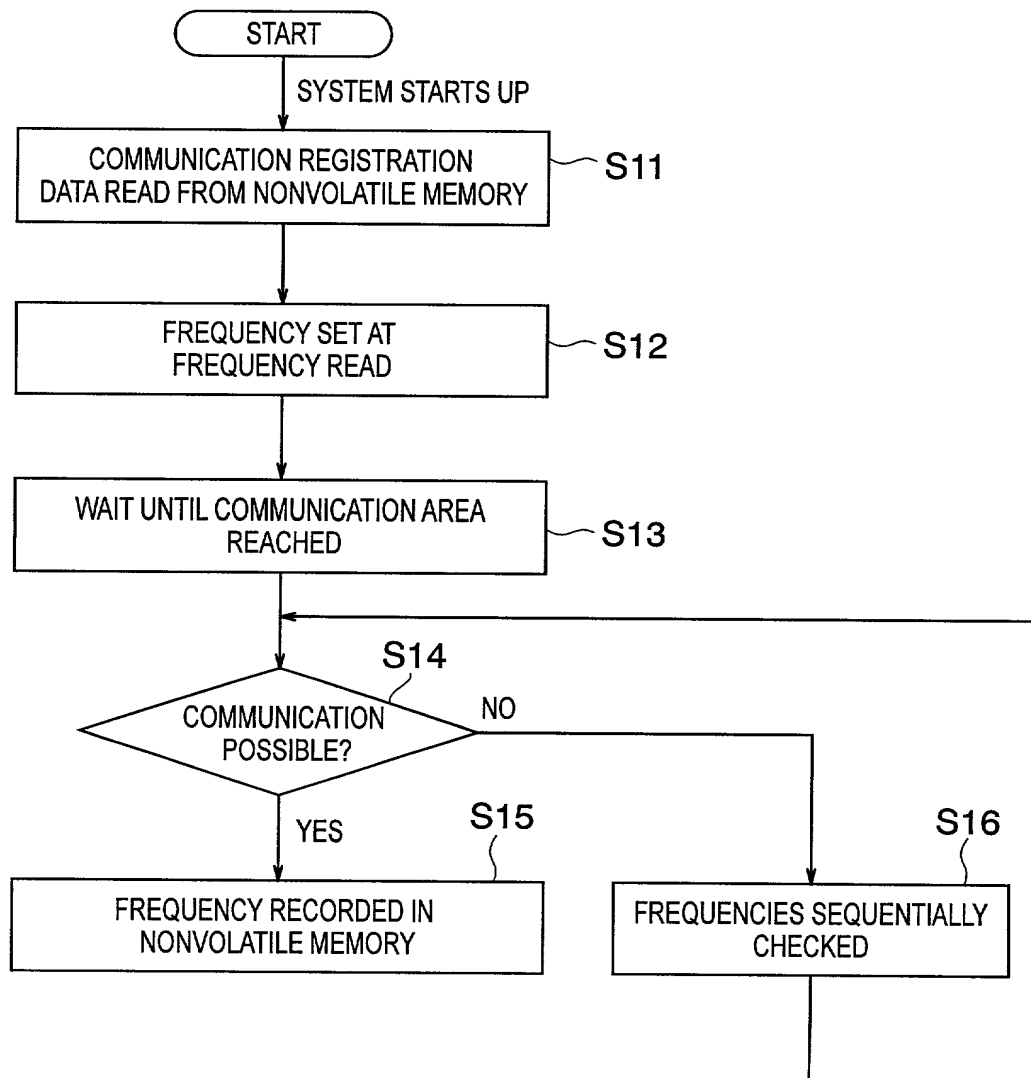 START
SYSTEM STARTS UP
COMMUNICATION REGISTRATION
DATA READ FROM NONVOLATILE MEMORY
S11
FREQUENCY SET AT
FREQUENCY READ
S12
WAIT UNTIL COMMUNICATION AREA
REACHED
S13
S14
COMMUNICATION
POSSIBLE?
NO
YES
S15
FREQUENCY RECORDED IN
NONVOLATILE MEMORY
S16
FREQUENCIES SEQUENTIALLY
CHECKED